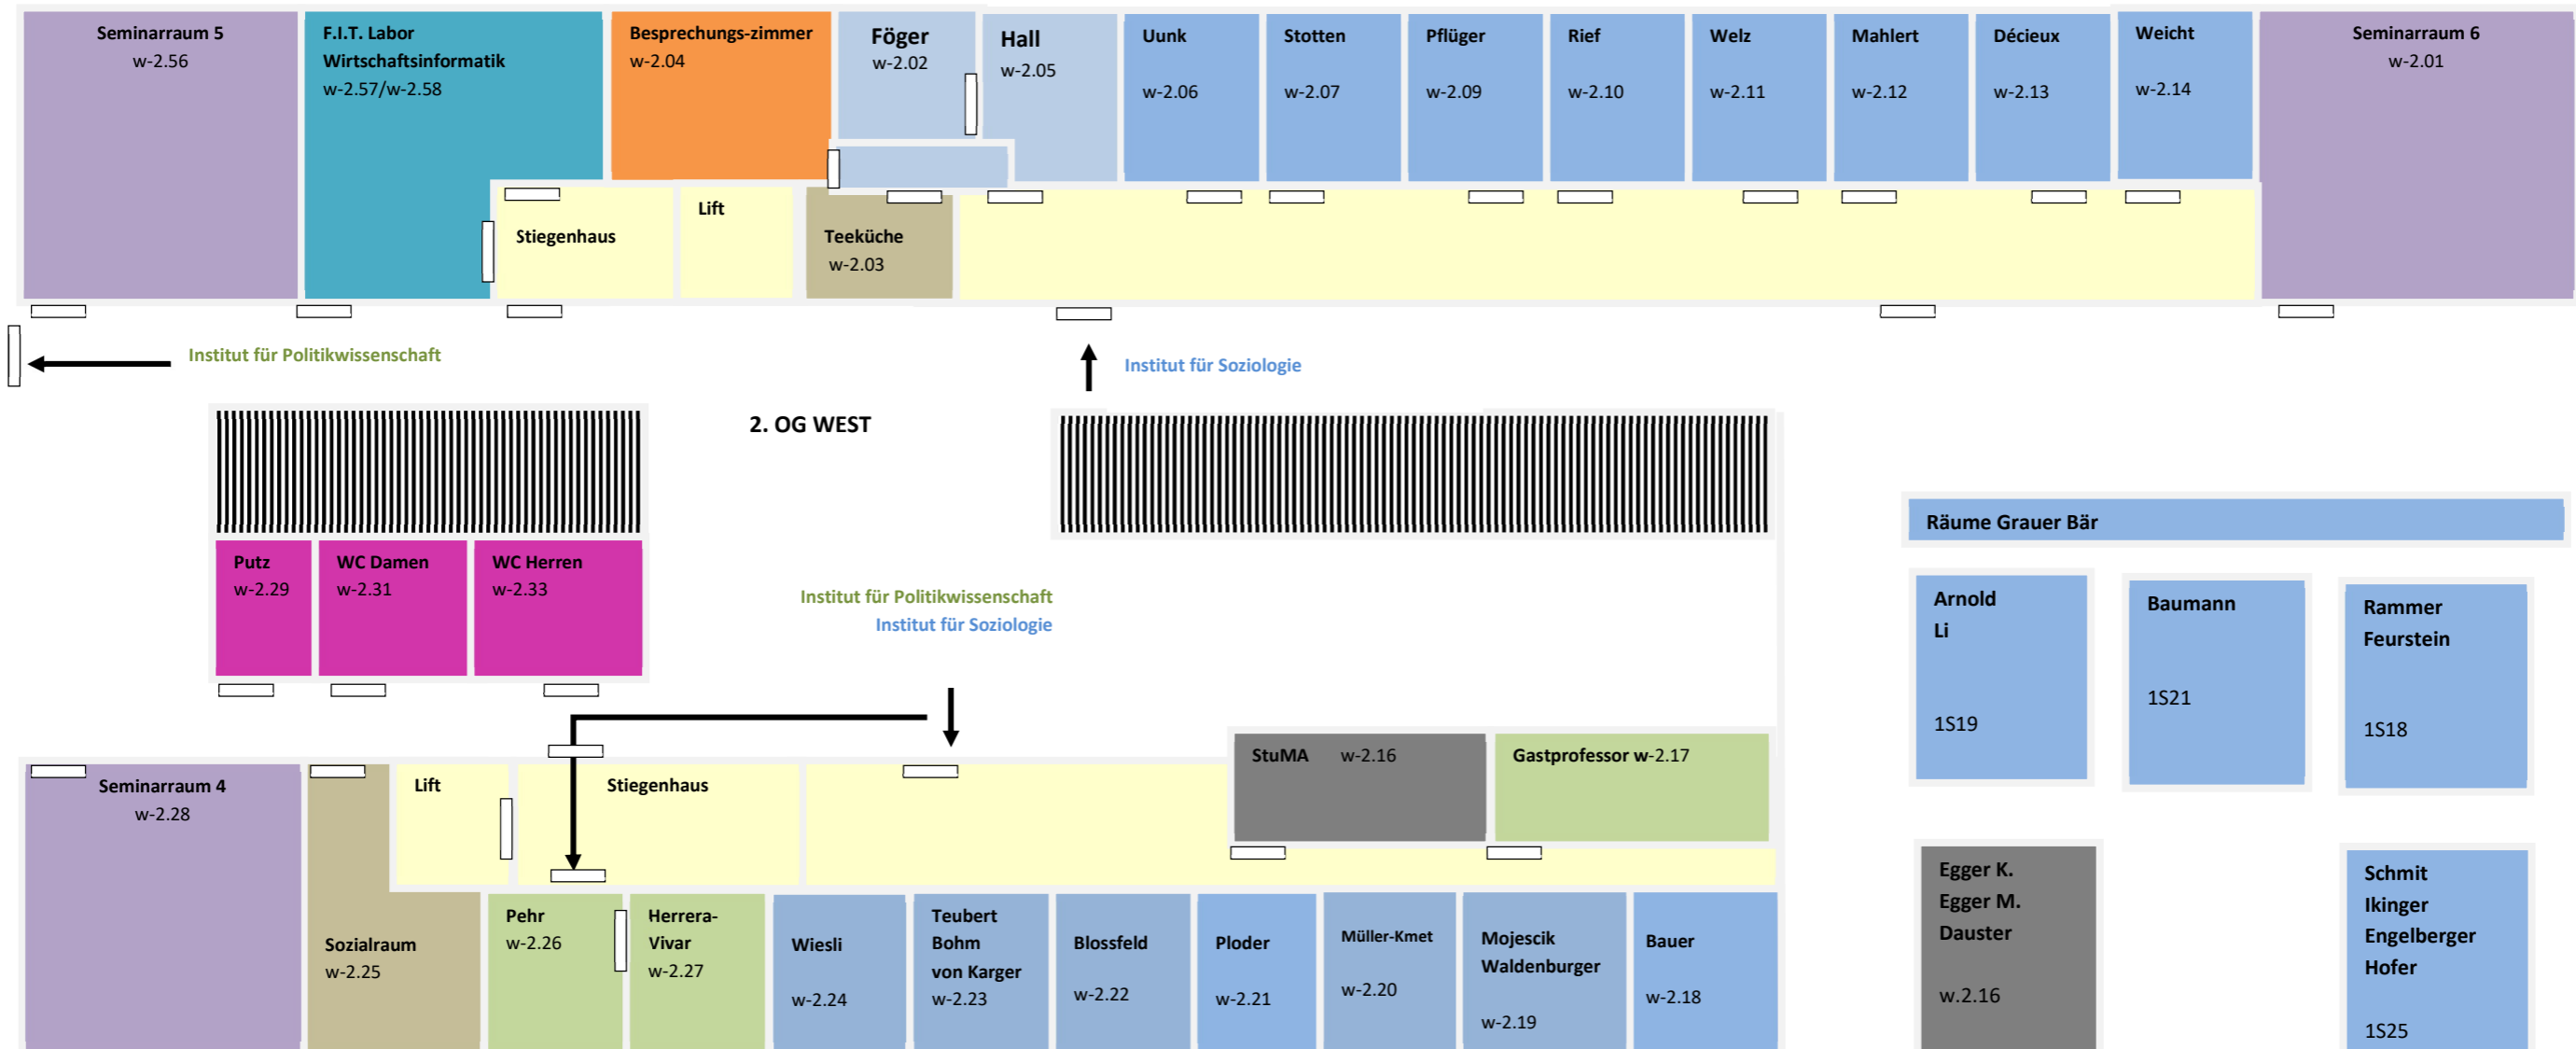 Seminarraum 5
w-2.56
F.I.T. Labor
Wirtschaftsinformatik
w-2.57/w-2.58
Besprechungs-zimmer
w-2.04
Föger
w-2.02
Hall
w-2.05
Uunk
w-2.06
Stotten
w-2.07
Pflüger
w-2.09
Rief
w-2.10
Welz
w-2.11
Mahlert
w-2.12
Décieux
w-2.13
Weicht
w-2.14
Seminarraum 6
w-2.01
Stiegenhaus
Lift
Teeküche
w-2.03
Institut für Politikwissenschaft
Institut für Soziologie
2. OG WEST
Putz
w-2.29
WC Damen
w-2.31
WC Herren
w-2.33
Institut für Politikwissenschaft
Institut für Soziologie
Räume Grauer Bär
Arnold
Li
1S19
Baumann
1S21
Rammer
Feurstein
1S18
Seminarraum 4
w-2.28
Lift
Stiegenhaus
StuMA w-2.16
Gastprofessor w-2.17
Sozialraum
w-2.25
Pehr
w-2.26
Herrera-
Vivar
w-2.27
Wiesli
w-2.24
Teubert
Bohm
von Karger
w-2.23
Blossfeld
w-2.22
Ploder
w-2.21
Müller-Kmet
w-2.20
Mojescik
Waldenburger
w-2.19
Bauer
w-2.18
Egger K.
Egger M.
Dauster
w.2.16
Schmit
Ikinger
Engelberger
Hofer
1S25